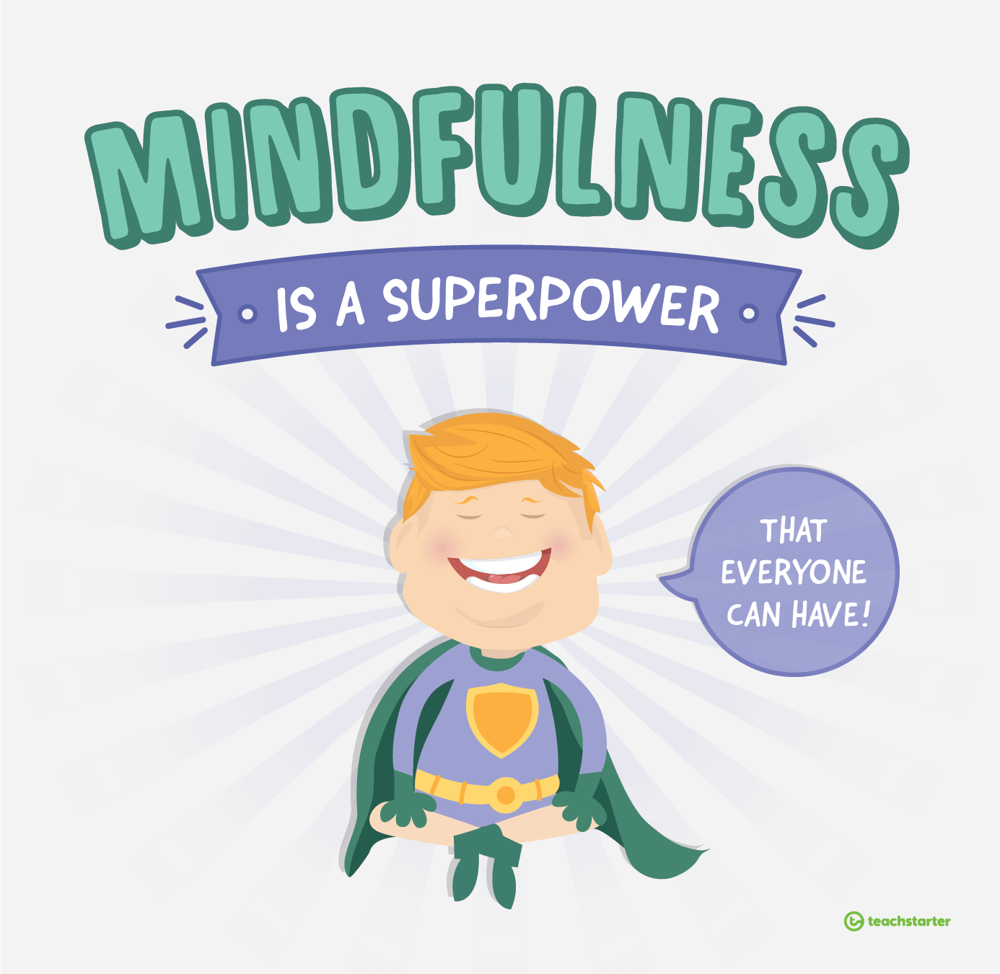 MINDFULNESS
IS A SUPERPOWER
THAT
EVERYONE
CAN HAVE!
teachstarter